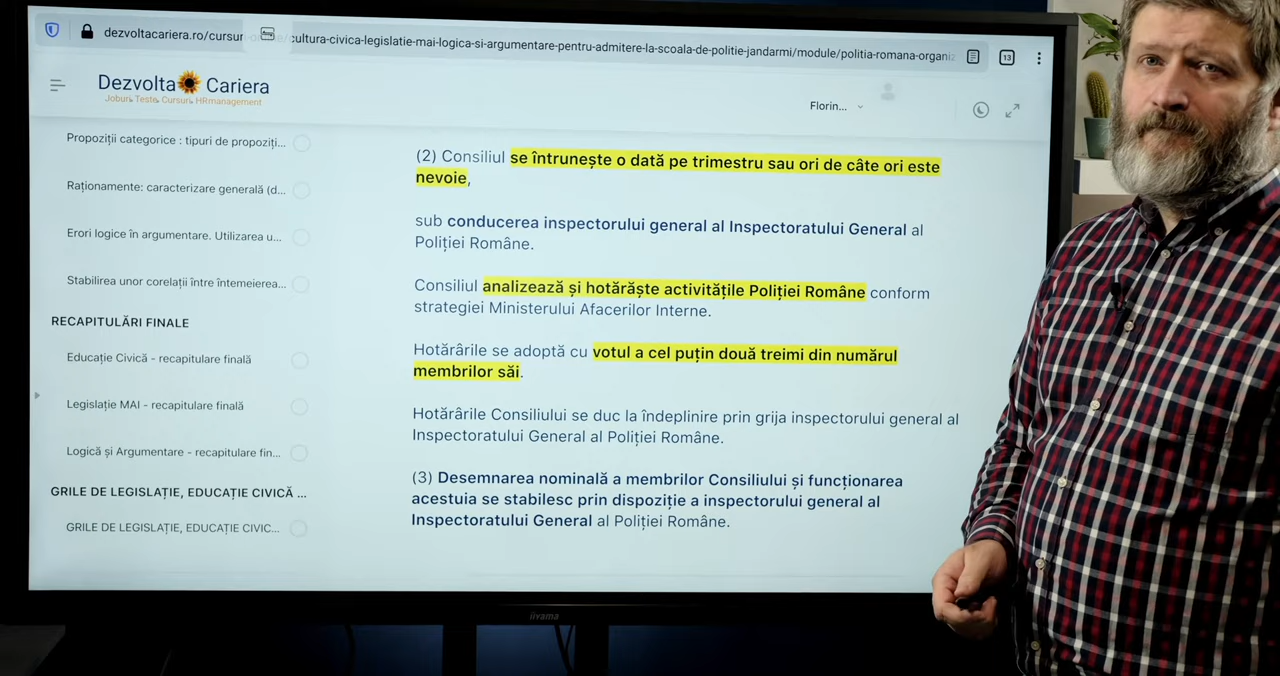 dezvoltacariera.ro/cursur
cultura-civica-legislatie-mai-logica-si-argumentare-pentru-admitere-la-scoala-de-politie-jandarmi/module/politia-romana-organiz
13
Dezvolta Cariera
Joburi. Teste. Cursuri. HRmanagement
Florin...
Propoziții categorice : tipuri de propoziți...
Raționamente: caracterizare generală (d...
Erori logice în argumentare. Utilizarea u...
Stabilirea unor corelații între întemeierea...
RECAPITULĂRI FINALE
Educație Civică - recapitulare finală
Legislație MAI - recapitulare finală
Logică și Argumentare - recapitulare fin...
GRILE DE LEGISLAȚIE, EDUCAȚIE CIVICĂ ...
GRILE DE LEGISLAȚIE, EDUCAȚIE CIVIC...
(2) Consiliul se întrunește o dată pe trimestru sau ori de câte ori este
nevoie,
sub conducerea inspectorului general al Inspectoratului General al
Poliției Române.
Consiliul analizează și hotărăște activitățile Poliției Române conform
strategiei Ministerului Afacerilor Interne.
Hotărârile se adoptă cu votul a cel puțin două treimi din numărul
membrilor săi.
Hotărârile Consiliului se duc la îndeplinire prin grija inspectorului general al
Inspectoratului General al Poliției Române.
(3) Desemnarea nominală a membrilor Consiliului și funcționarea
acestuia se stabilesc prin dispoziție a inspectorului general al
Inspectoratului General al Poliției Române.
iiyama